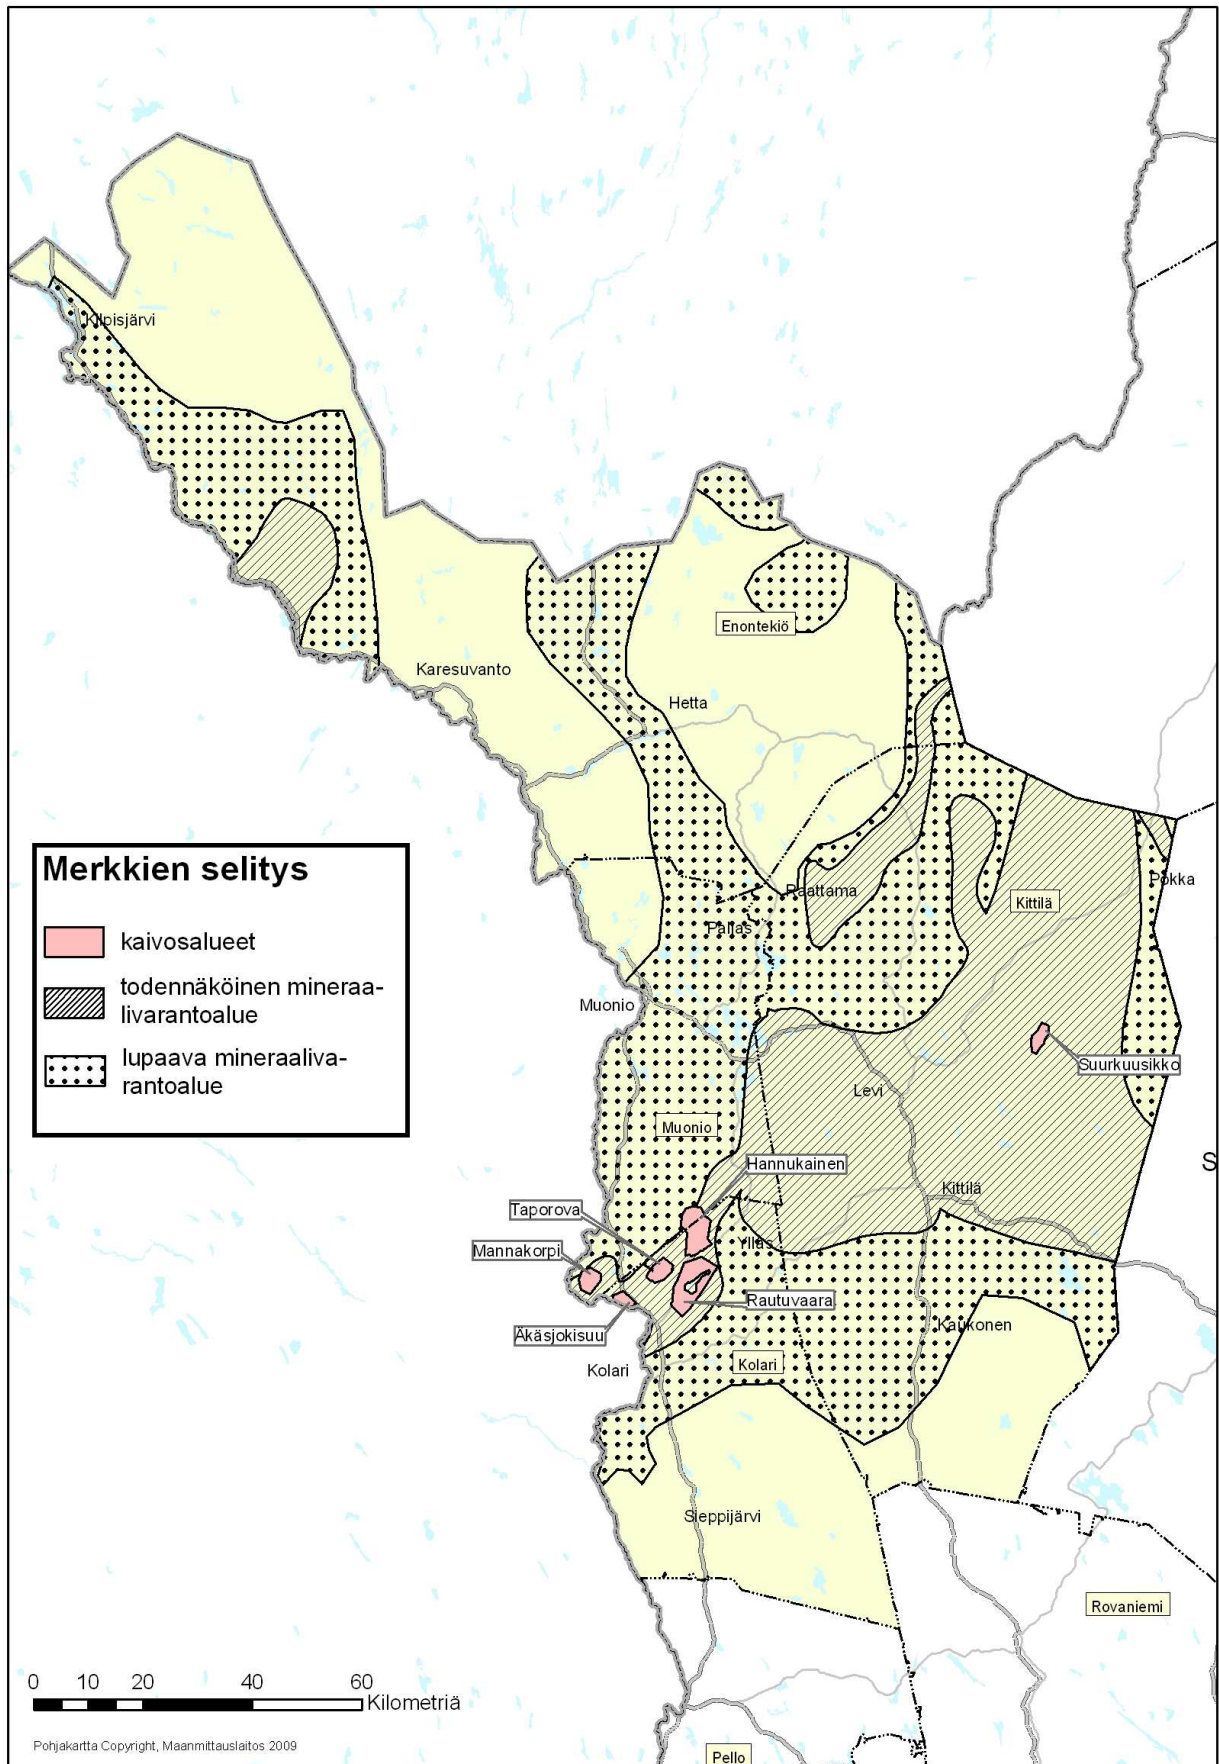 Kilpisjärvi
Enontekiö
Karesuvanto
Hetta
Merkkien selitys
kaivosalueet
todennäköinen mineraa-
livarantoalue
lupaava mineraaliva-
rantoalue
Raattama
Pokka
Kittilä
Pallas
Muonio
Suurkuusikko
Levi
Muonio
Hannukainen
S
Kittilä
Taporova
Ylläs
Mannakorpi
Rautuvaara
Kaukonen
Äkäsjokisuu
Kolari
Kolari
Sieppijärvi
Rovaniemi
0 10 20 40 60
Kilometriä
Pohjakartta Copyright, Maanmittauslaitos 2009
Pello